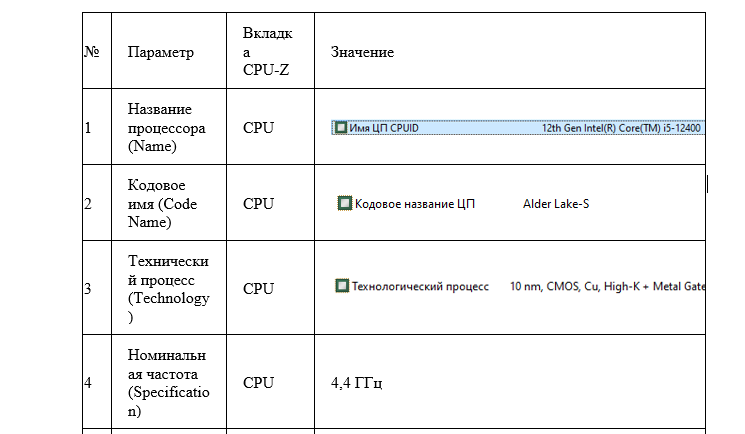 № Параметр Вкладк
а
CPU-Z Значение
1 Название
процессора
(Name) CPU Имя ЦП CPUID 12th Gen Intel(R) Core(TM) i5-12400
2 Кодовое
имя (Code
Name) CPU Кодовое название ЦП Alder Lake-S
3 Технически
й процесс
(Technology
) CPU Технологический процесс 10 nm, CMOS, Cu, High-K + Metal Gate
4 Номинальн
ая частота
(Specificatio
n) CPU 4,4 ГГц